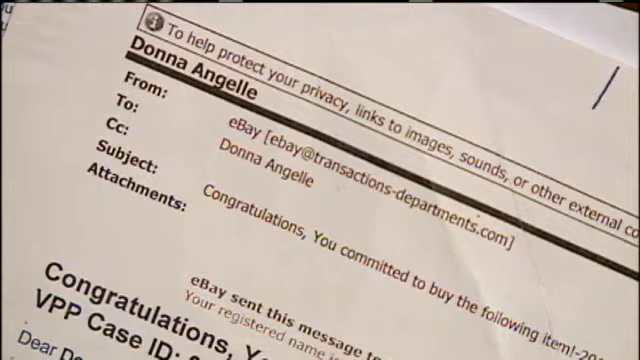 To help protect your privacy, links to images, sounds, or other external co
Donna Angelle
From: eBay [ebay@transactions-departments.com]
To: Donna Angelle
Cc:
Subject: Congratulations, You committed to buy the following item!-20
Attachments:
Congratulations, Y
eBay sent this message to
Your registered name is
VPP Case ID:
Dear